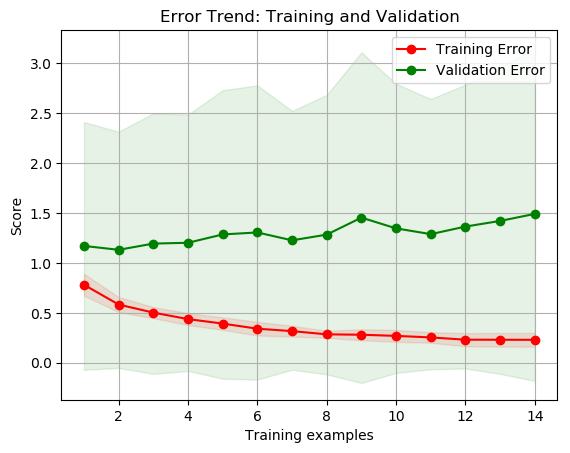 Error Trend: Training and Validation
Training Error
Validation Error
3.0
2.5
2.0
1.5
1.0
0.5
0.0
Score
2 4 6 8 10 12 14
Training examples